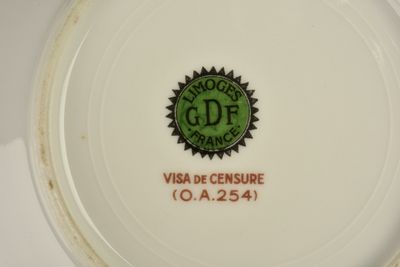 LIMOGES
GDF
· FRANCE ·
VISA DE CENSURE
(O.A.254)